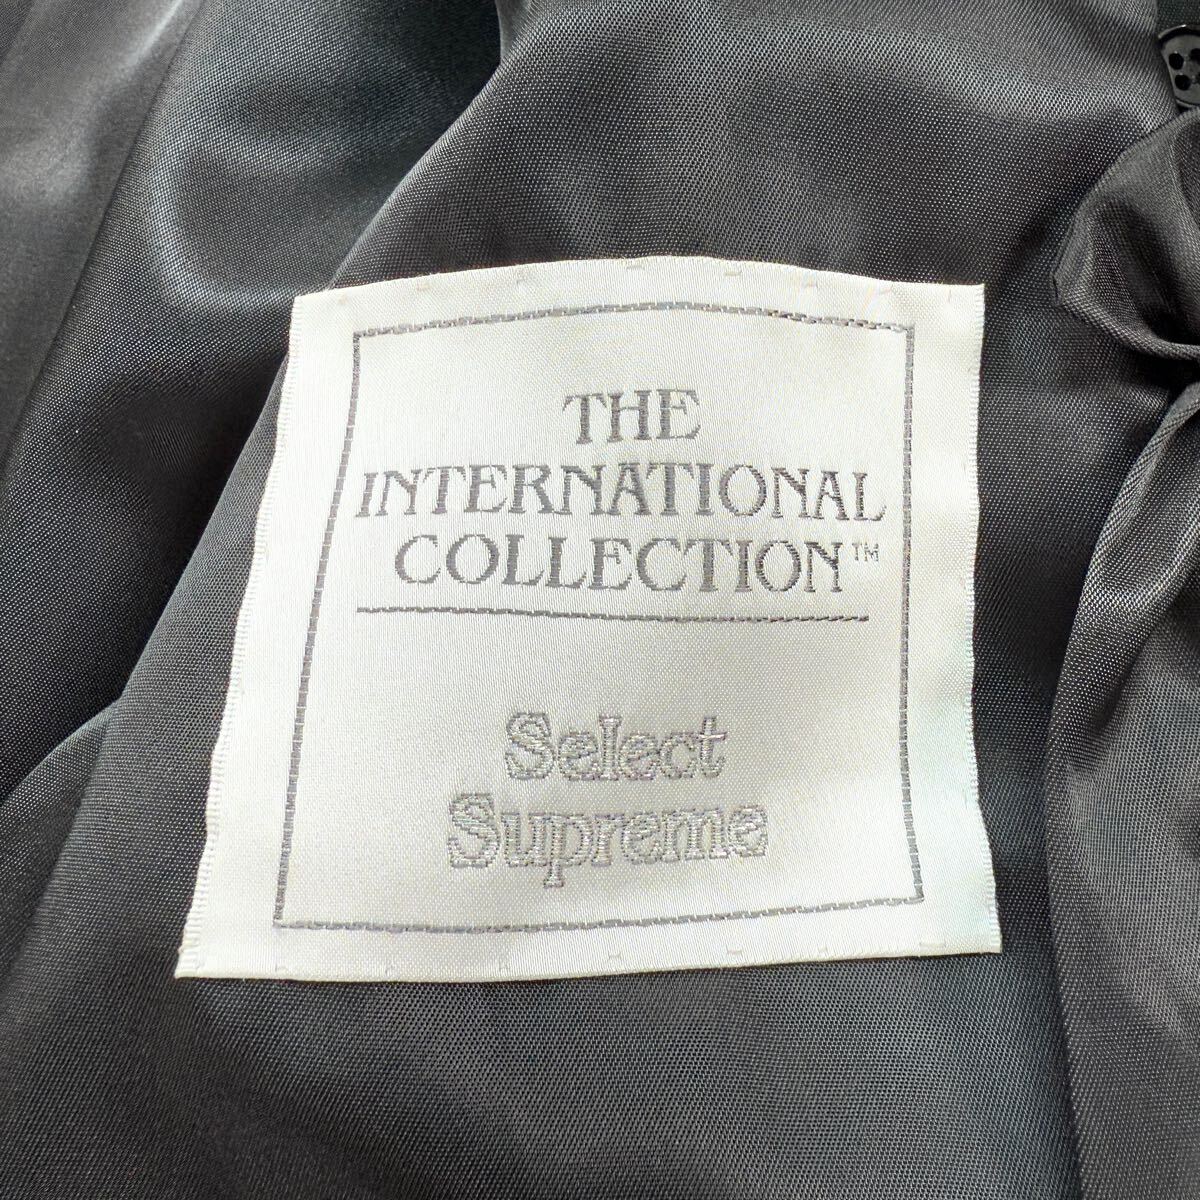 THE
INTERNATIONAL
COLLECTION™
Select
Supreme